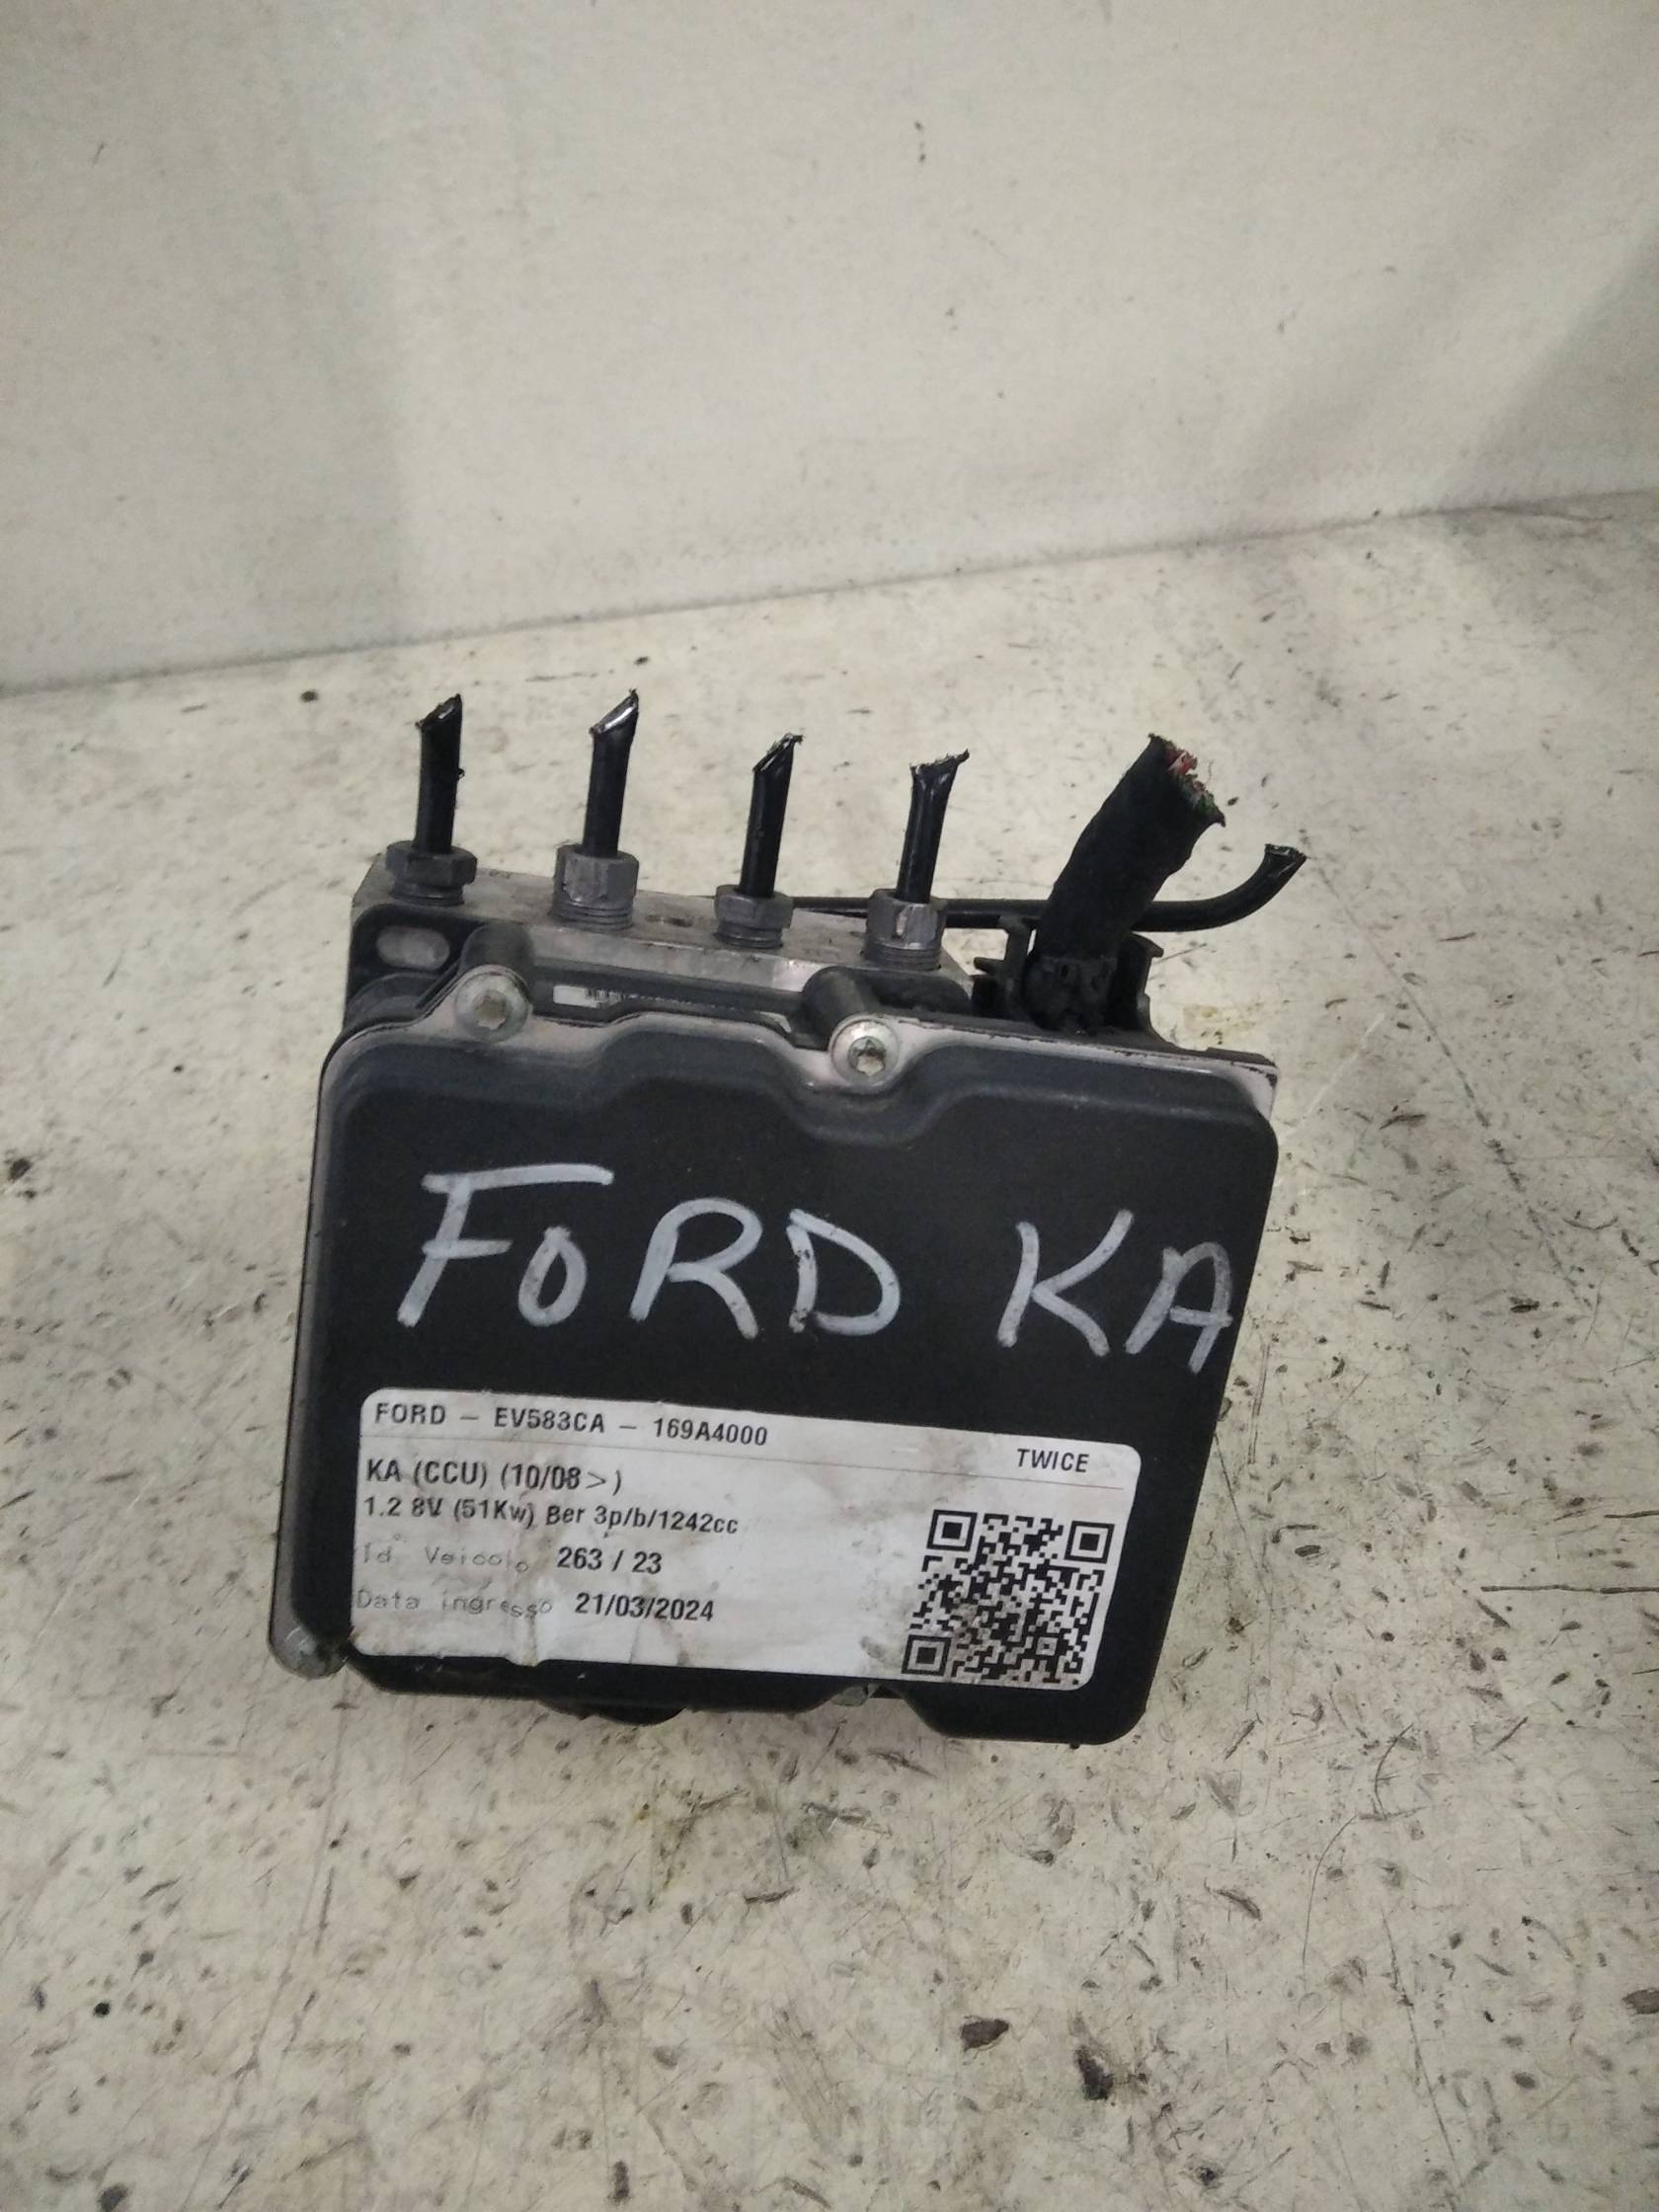 FORD KA
FORD - EV583CA - 169A4000
TWICE
KA (CCU) (10/08>)
1.2 8V (51Kw) Ber 3p/b/1242cc
Id. Veicolo 263 / 23
Data ingresso 21/03/2024